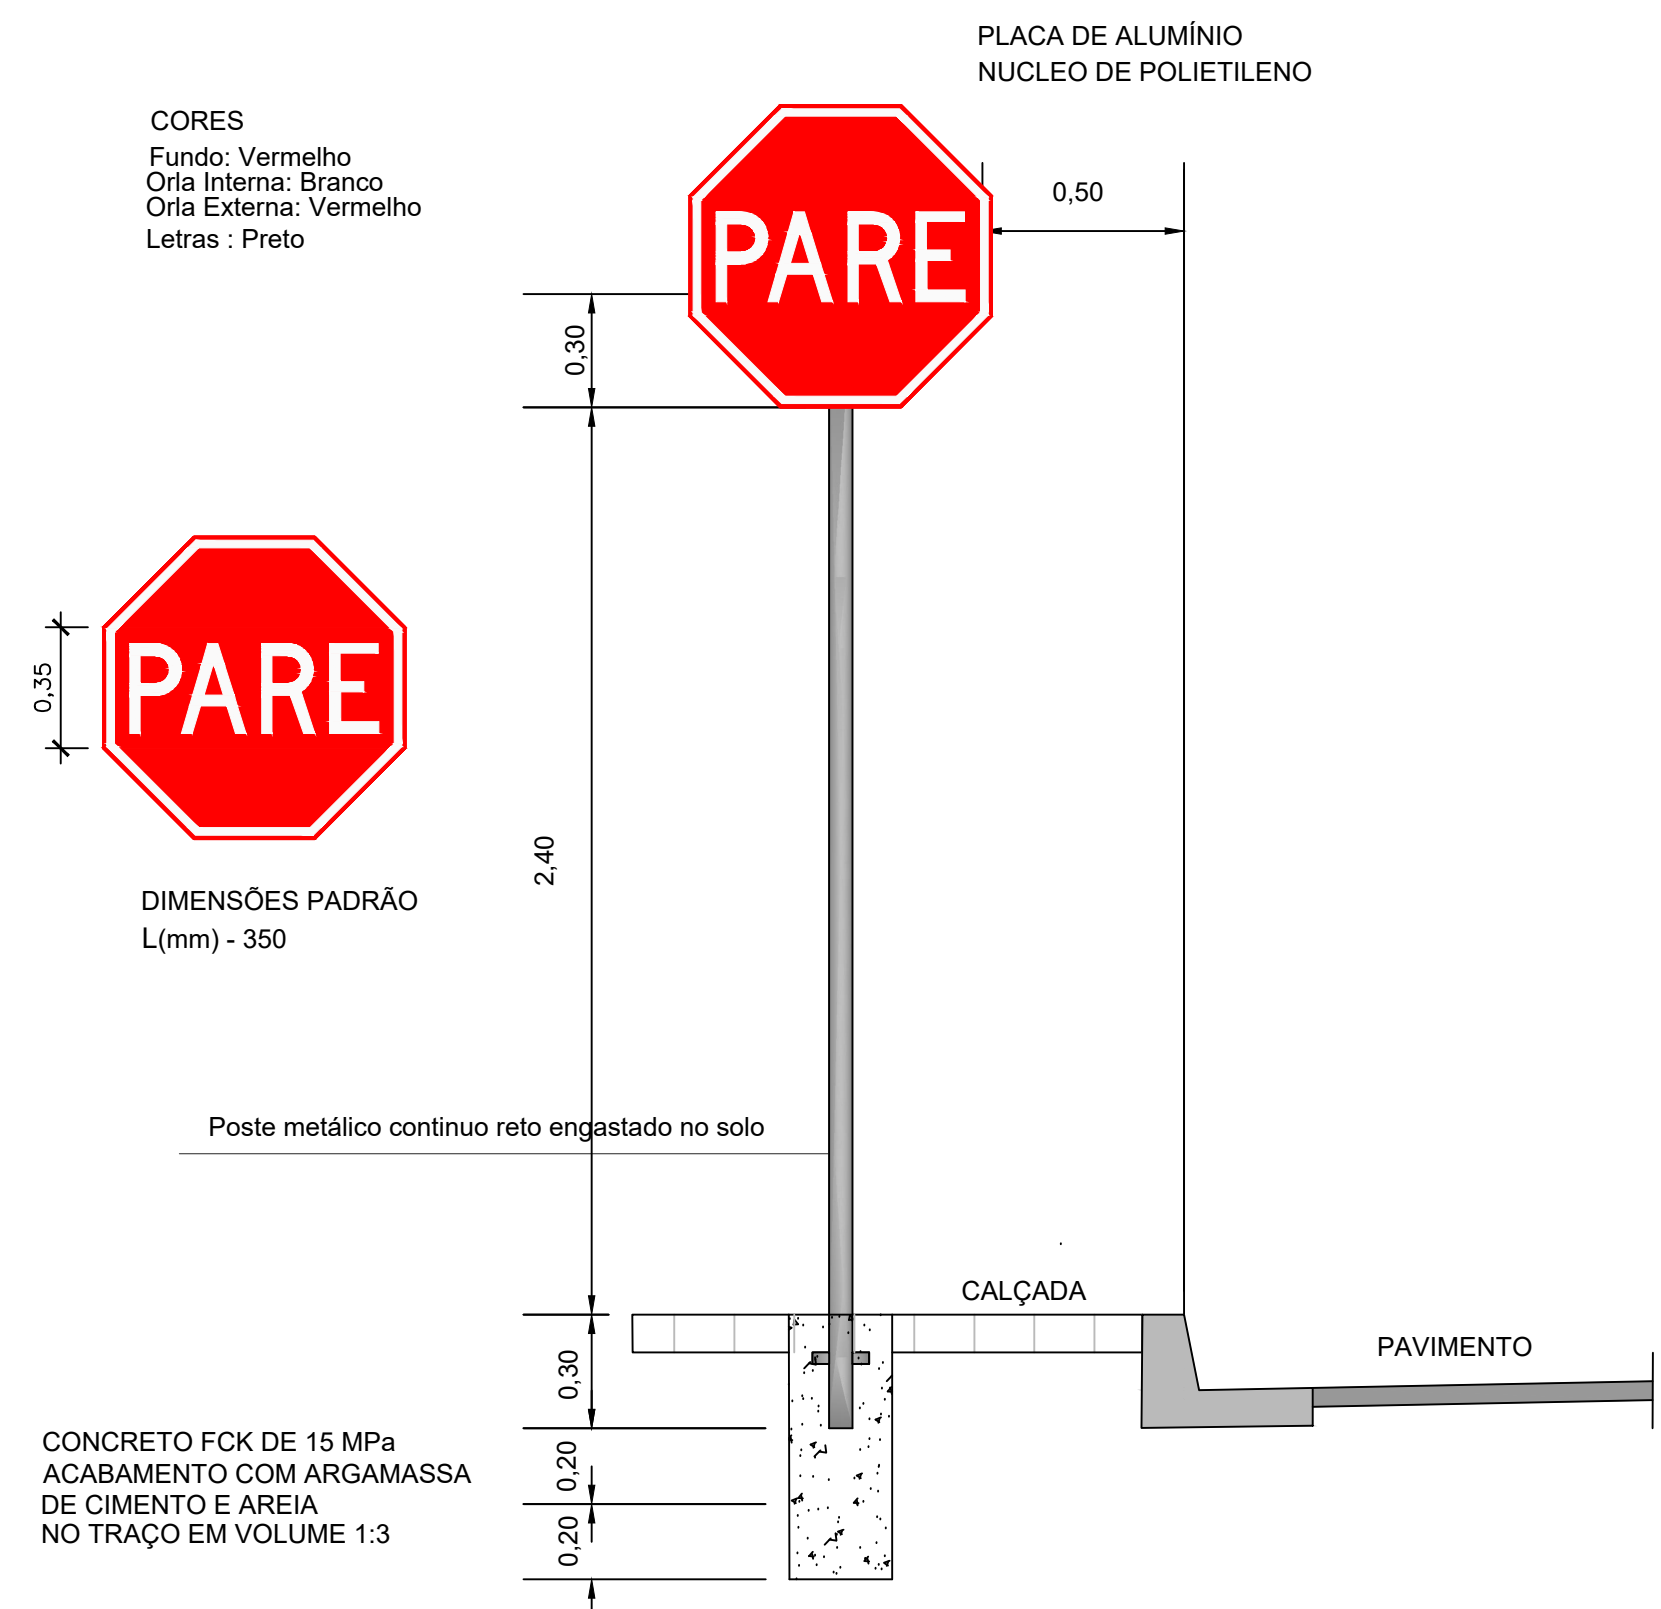 PLACA DE ALUMÍNIO
NUCLEO DE POLIETILENO
CORES
Fundo: Vermelho
Orla Interna: Branco
Orla Externa: Vermelho
Letras : Preto
0,50
PARE
0,30
PARE
0,35
2,40
DIMENSÕES PADRÃO
L(mm) - 350
Poste metálico continuo reto engastado no solo
CALÇADA
PAVIMENTO
0,30
CONCRETO FCK DE 15 MPa
ACABAMENTO COM ARGAMASSA
DE CIMENTO E AREIA
NO TRAÇO EM VOLUME 1:3
0,20
0,20